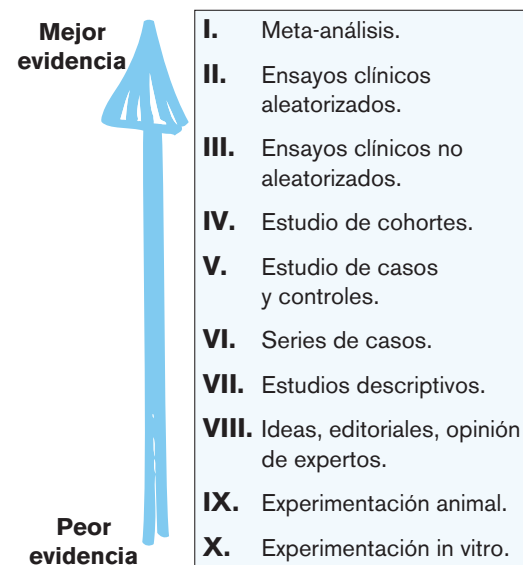 Mejor
evidencia
I. Meta-análisis.
II. Ensayos clínicos
aleatorizados.
III. Ensayos clínicos no
aleatorizados.
IV. Estudio de cohortes.
V. Estudio de casos
y controles.
VI. Series de casos.
VII. Estudios descriptivos.
VIII. Ideas, editoriales, opinión
de expertos.
IX. Experimentación animal.
X. Experimentación in vitro.
Peor
evidencia